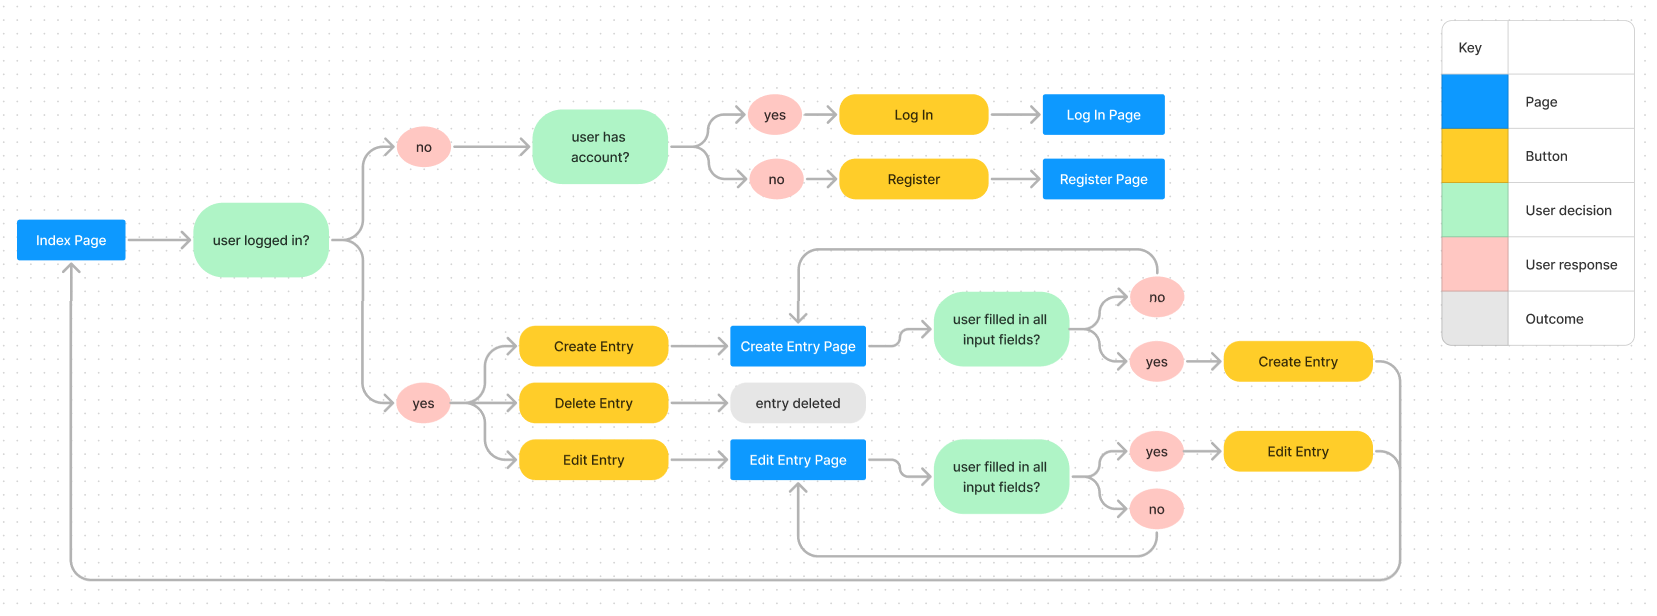 Key
Page
Button
User decision
User response
Outcome
Index Page
user logged in?
no
user has
account?
yes
Log In
Log In Page
no
Register
Register Page
yes
Create Entry
Create Entry Page
user filled in all
input fields?
no
yes
Create Entry
Delete Entry
entry deleted
Edit Entry
Edit Entry Page
user filled in all
input fields?
yes
Edit Entry
no